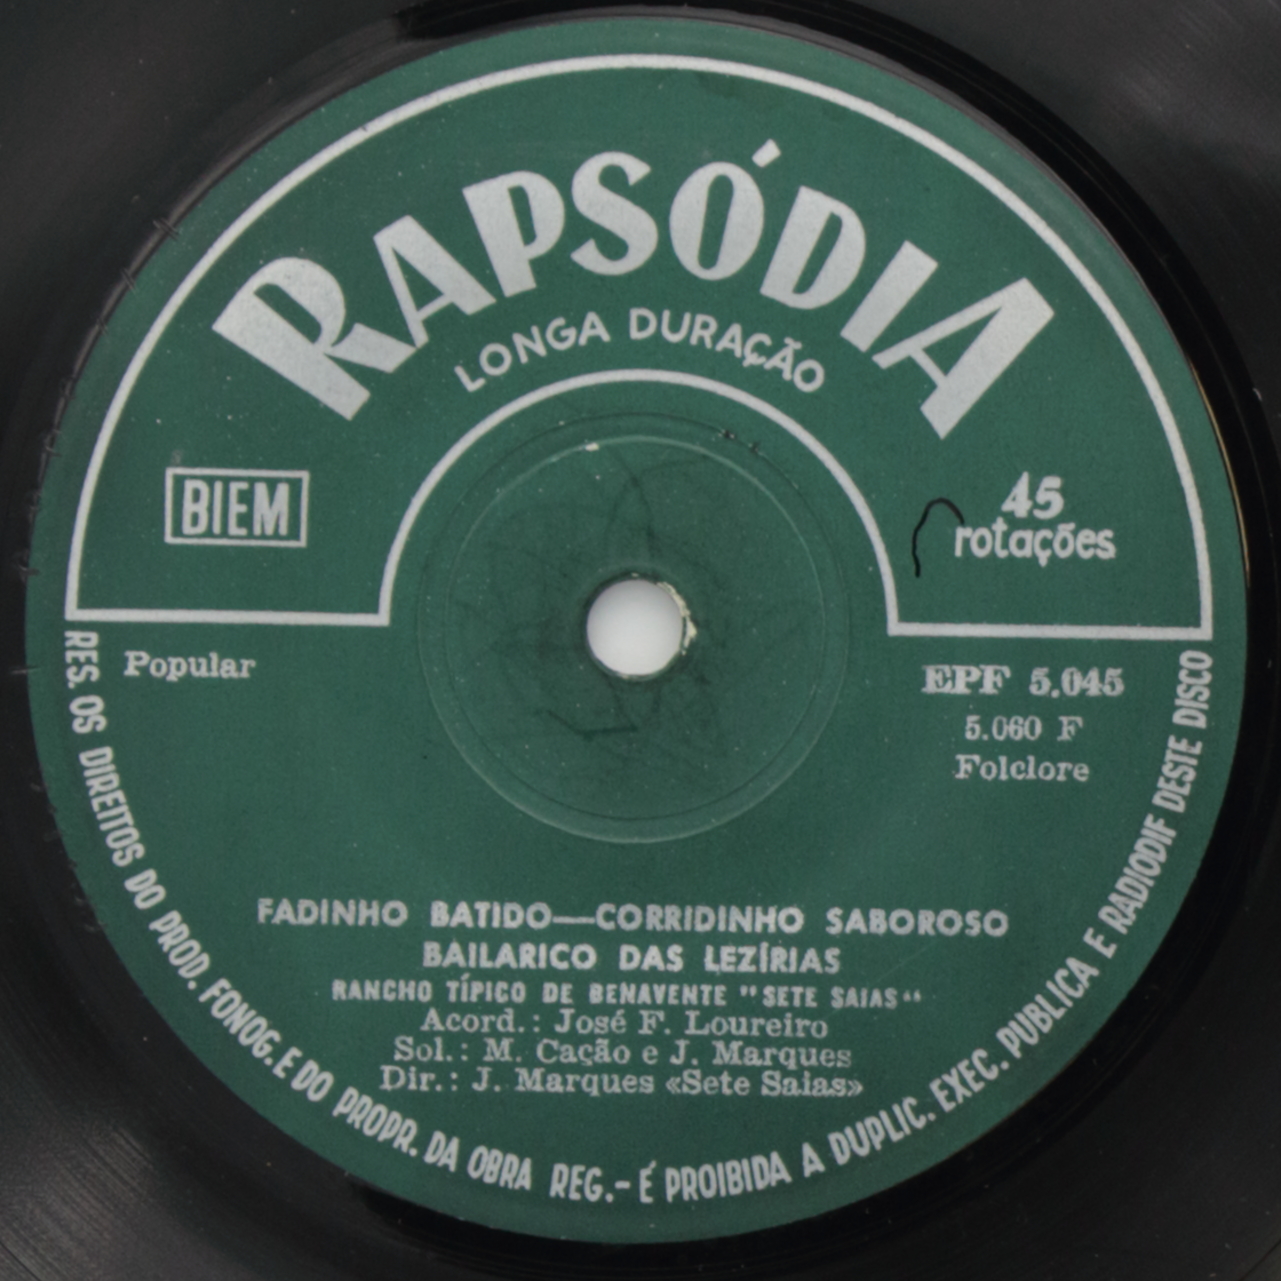 RAPSÓDIA
LONGA DURAÇÃO
BIEM
45
rotações
Popular
EPF 5.045
5.060 F
Folclore
FADINHO BATIDO—CORRIDINHO SABOROSO
BAILARICO DAS LEZÍRIAS
RANCHO TÍPICO DE BENAVENTE "SETE SAIAS"
Acord.: José F. Loureiro
Sol.: M. Cação e J. Marques
Dir.: J. Marques «Sete Saias»
RES. OS DIREITOS DO PROD. FONOG. E DO PROPR. DA OBRA REG.- É PROIBIDA A DUPLIC. EXEC. PUBLICA E RADIODIF DESTE DISCO